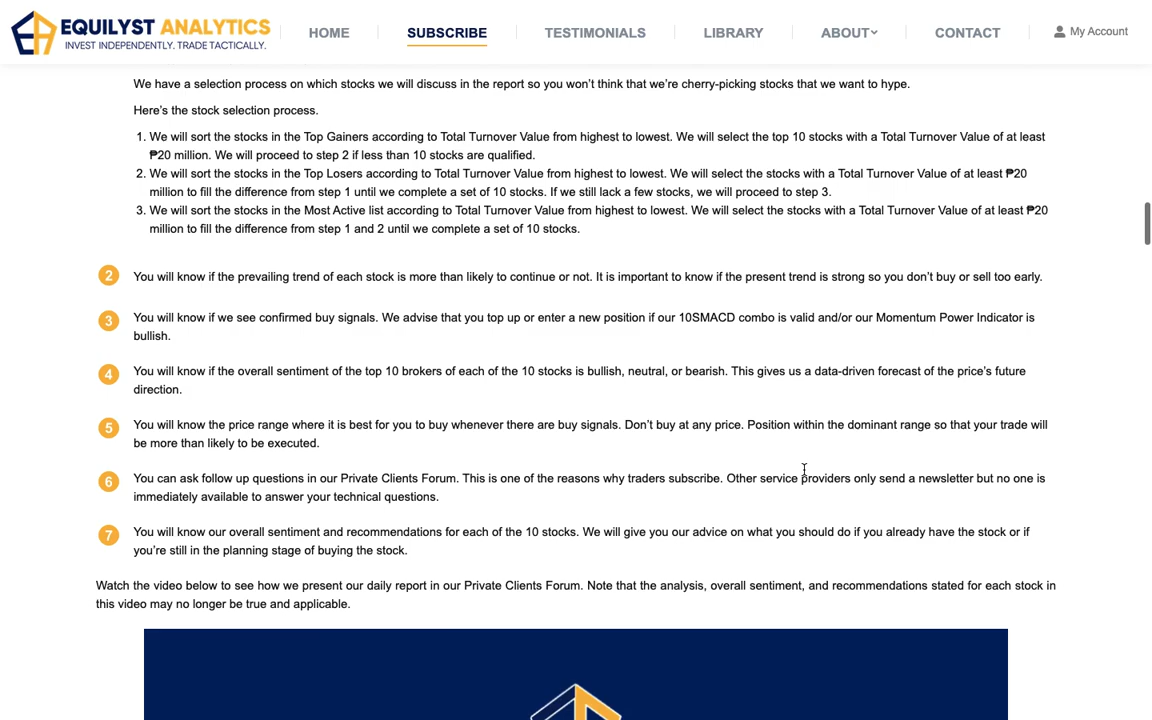 EQUILYST ANALYTICS
INVEST INDEPENDENTLY. TRADE TACTICALLY.
HOME
SUBSCRIBE
TESTIMONIALS
LIBRARY
ABOUT
CONTACT
My Account
We have a selection process on which stocks we will discuss in the report so you won’t think that we’re cherry-picking stocks that we want to hype.
Here’s the stock selection process.
1. We will sort the stocks in the Top Gainers according to Total Turnover Value from highest to lowest. We will select the top 10 stocks with a Total Turnover Value of at least
₱20 million. We will proceed to step 2 if less than 10 stocks are qualified.
2. We will sort the stocks in the Top Losers according to Total Turnover Value from highest to lowest. We will select the stocks with a Total Turnover Value of at least ₱20
million to fill the difference from step 1 until we complete a set of 10 stocks. If we still lack a few stocks, we will proceed to step 3.
3. We will sort the stocks in the Most Active list according to Total Turnover Value from highest to lowest. We will select the stocks with a Total Turnover Value of at least ₱20
million to fill the difference from step 1 and 2 until we complete a set of 10 stocks.
2 You will know if the prevailing trend of each stock is more than likely to continue or not. It is important to know if the present trend is strong so you don’t buy or sell too early.
3 You will know if we see confirmed buy signals. We advise that you top up or enter a new position if our 10SMACD combo is valid and/or our Momentum Power Indicator is
bullish.
4 You will know if the overall sentiment of the top 10 brokers of each of the 10 stocks is bullish, neutral, or bearish. This gives us a data-driven forecast of the price’s future
direction.
5 You will know the price range where it is best for you to buy whenever there are buy signals. Don’t buy at any price. Position within the dominant range so that your trade will
be more than likely to be executed.
6 You can ask follow up questions in our Private Clients Forum. This is one of the reasons why traders subscribe. Other service providers only send a newsletter but no one is
immediately available to answer your technical questions.
7 You will know our overall sentiment and recommendations for each of the 10 stocks. We will give you our advice on what you should do if you already have the stock or if
you’re still in the planning stage of buying the stock.
Watch the video below to see how we present our daily report in our Private Clients Forum. Note that the analysis, overall sentiment, and recommendations stated for each stock in
this video may no longer be true and applicable.